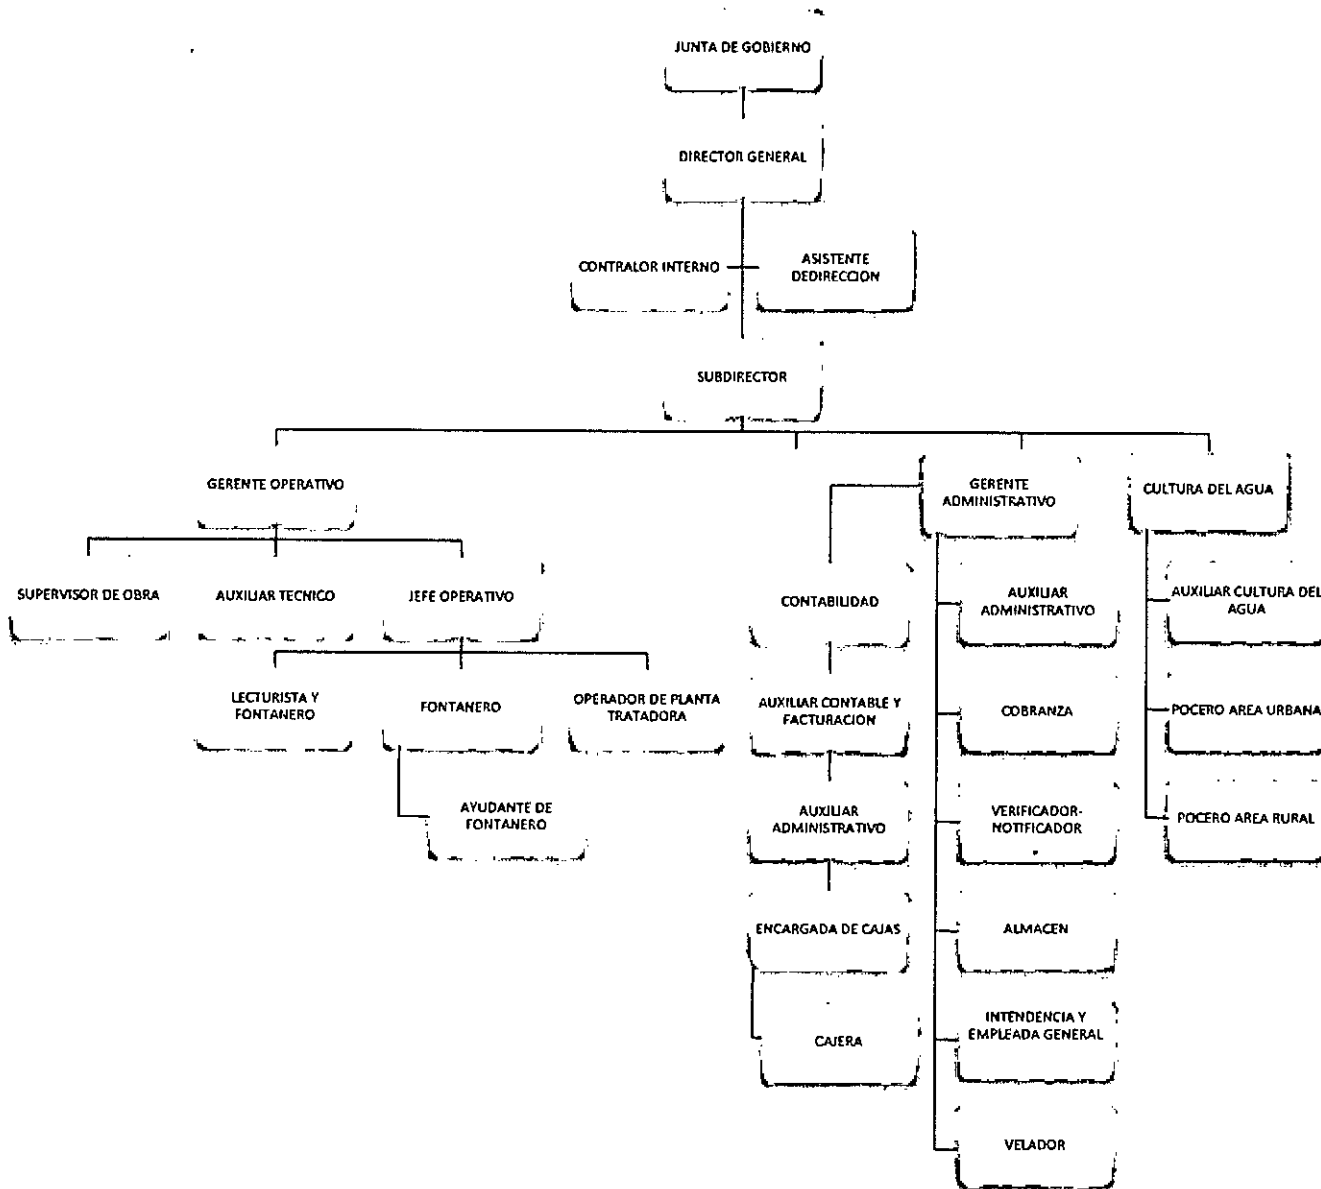 JUNTA DE GOBIERNO
DIRECTOR GENERAL
CONTRALOR INTERNO
ASISTENTE
DEDIRECCION
SUBDIRECTOR
GERENTE OPERATIVO
GERENTE
ADMINISTRATIVO
CULTURA DEL AGUA
SUPERVISOR DE OBRA
AUXILIAR TECNICO
JEFE OPERATIVO
CONTABILIDAD
AUXILIAR
ADMINISTRATIVO
AUXILIAR CULTURA DEL
AGUA
LECTURISTA Y
FONTANERO
FONTANERO
OPERADOR DE PLANTA
TRATADORA
AUXILIAR CONTABLE Y
FACTURACION
COBRANZA
POCERO AREA URBANA
AYUDANTE DE
FONTANERO
AUXILIAR
ADMINISTRATIVO
VERIFICADOR-
NOTIFICADOR
POCERO AREA RURAL
ENCARGADA DE CAJAS
ALMACEN
CAJERA
INTENDENCIA Y
EMPLEADA GENERAL
VELADOR